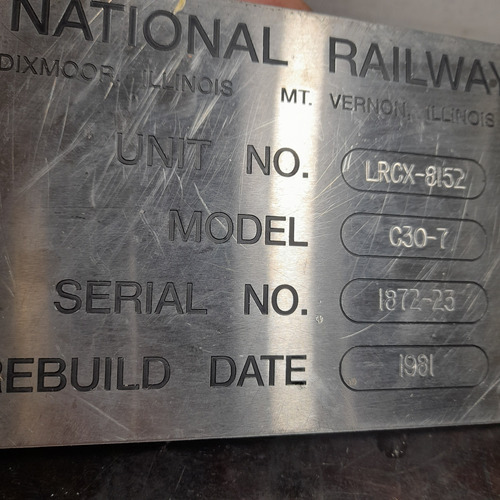 NATIONAL RAILWAY
DIXMOOR, ILLINOIS MT. VERNON, ILLINOIS
UNIT NO. LRCX-8152
MODEL C30-7
SERIAL NO. 1872-23
REBUILD DATE 1981